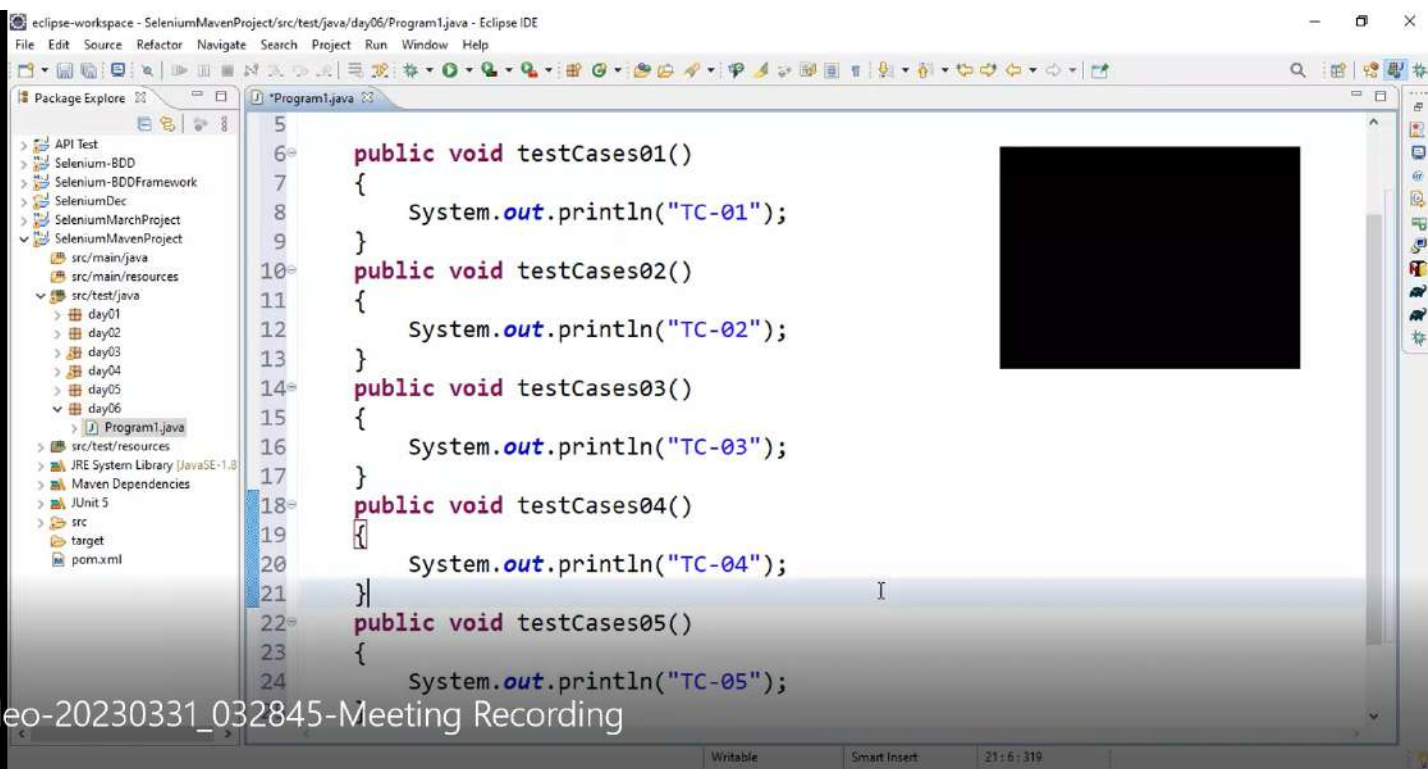 eclipse-workspace - SeleniumMavenProject/src/test/java/day06/Program1.java - Eclipse IDE
File Edit Source Refactor Navigate Search Project Run Window Help
Package Explore
*Program1.java
API Test
Selenium-BDD
Selenium-BDDFramework
SeleniumDec
SeleniumMarchProject
SeleniumMavenProject
src/main/java
src/main/resources
src/test/java
day01
day02
day03
day04
day05
day06
Program1.java
src/test/resources
JRE System Library [JavaSE-1.8
Maven Dependencies
JUnit 5
src
target
pom.xml
5
6 public void testCases01()
7 {
8 System.out.println("TC-01");
9 }
10 public void testCases02()
11 {
12 System.out.println("TC-02");
13 }
14 public void testCases03()
15 {
16 System.out.println("TC-03");
17 }
18 public void testCases04()
19 {
20 System.out.println("TC-04");
21 }
22 public void testCases05()
23 {
24 System.out.println("TC-05");
eo-20230331_032845-Meeting Recording
Writable Smart Insert 21:6:319